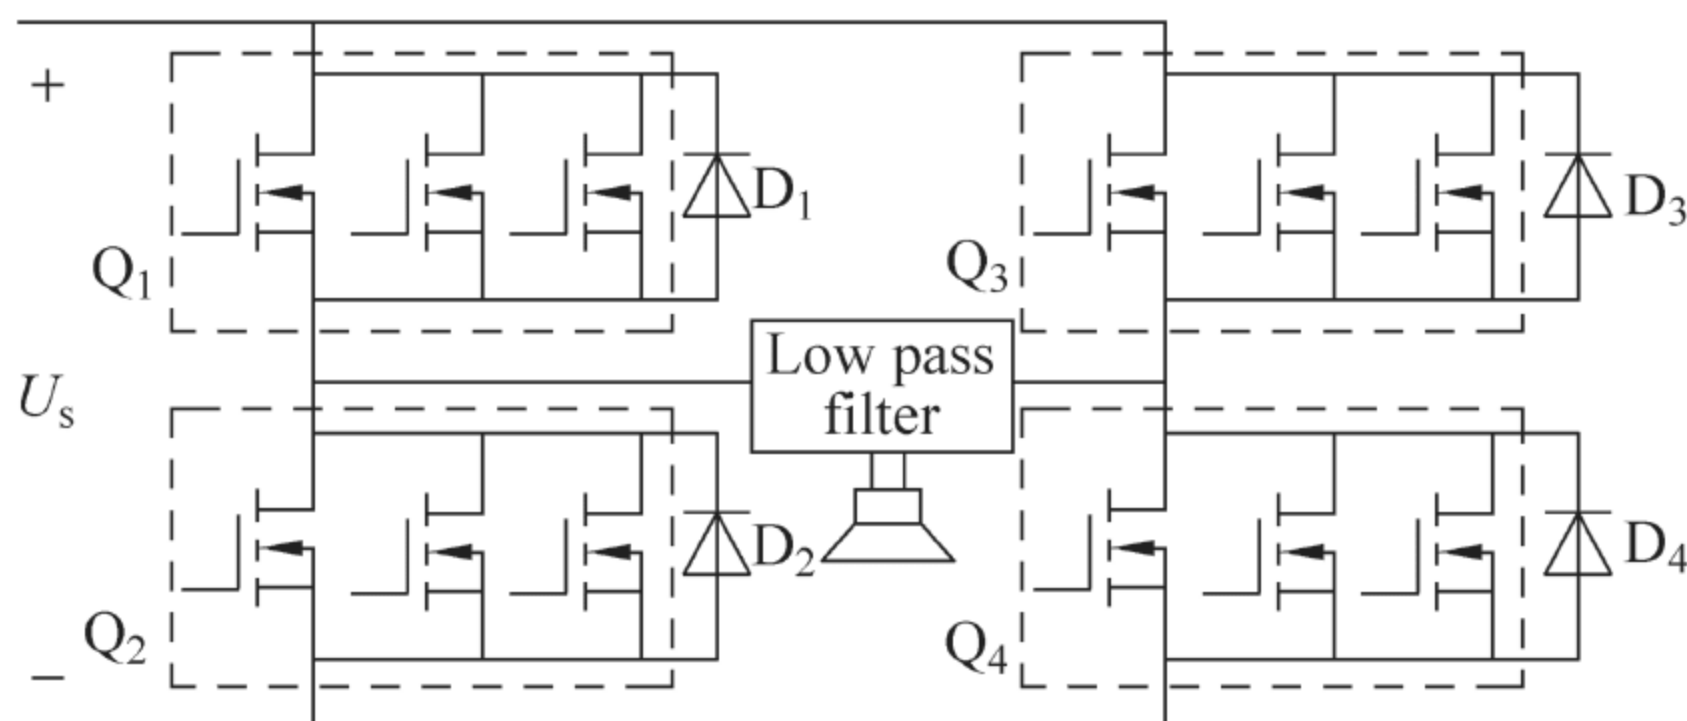 +
D₁
D₃
Q₁
Q₃
Low pass
filter
Uₛ
D₂
D₄
Q₂
Q₄
−